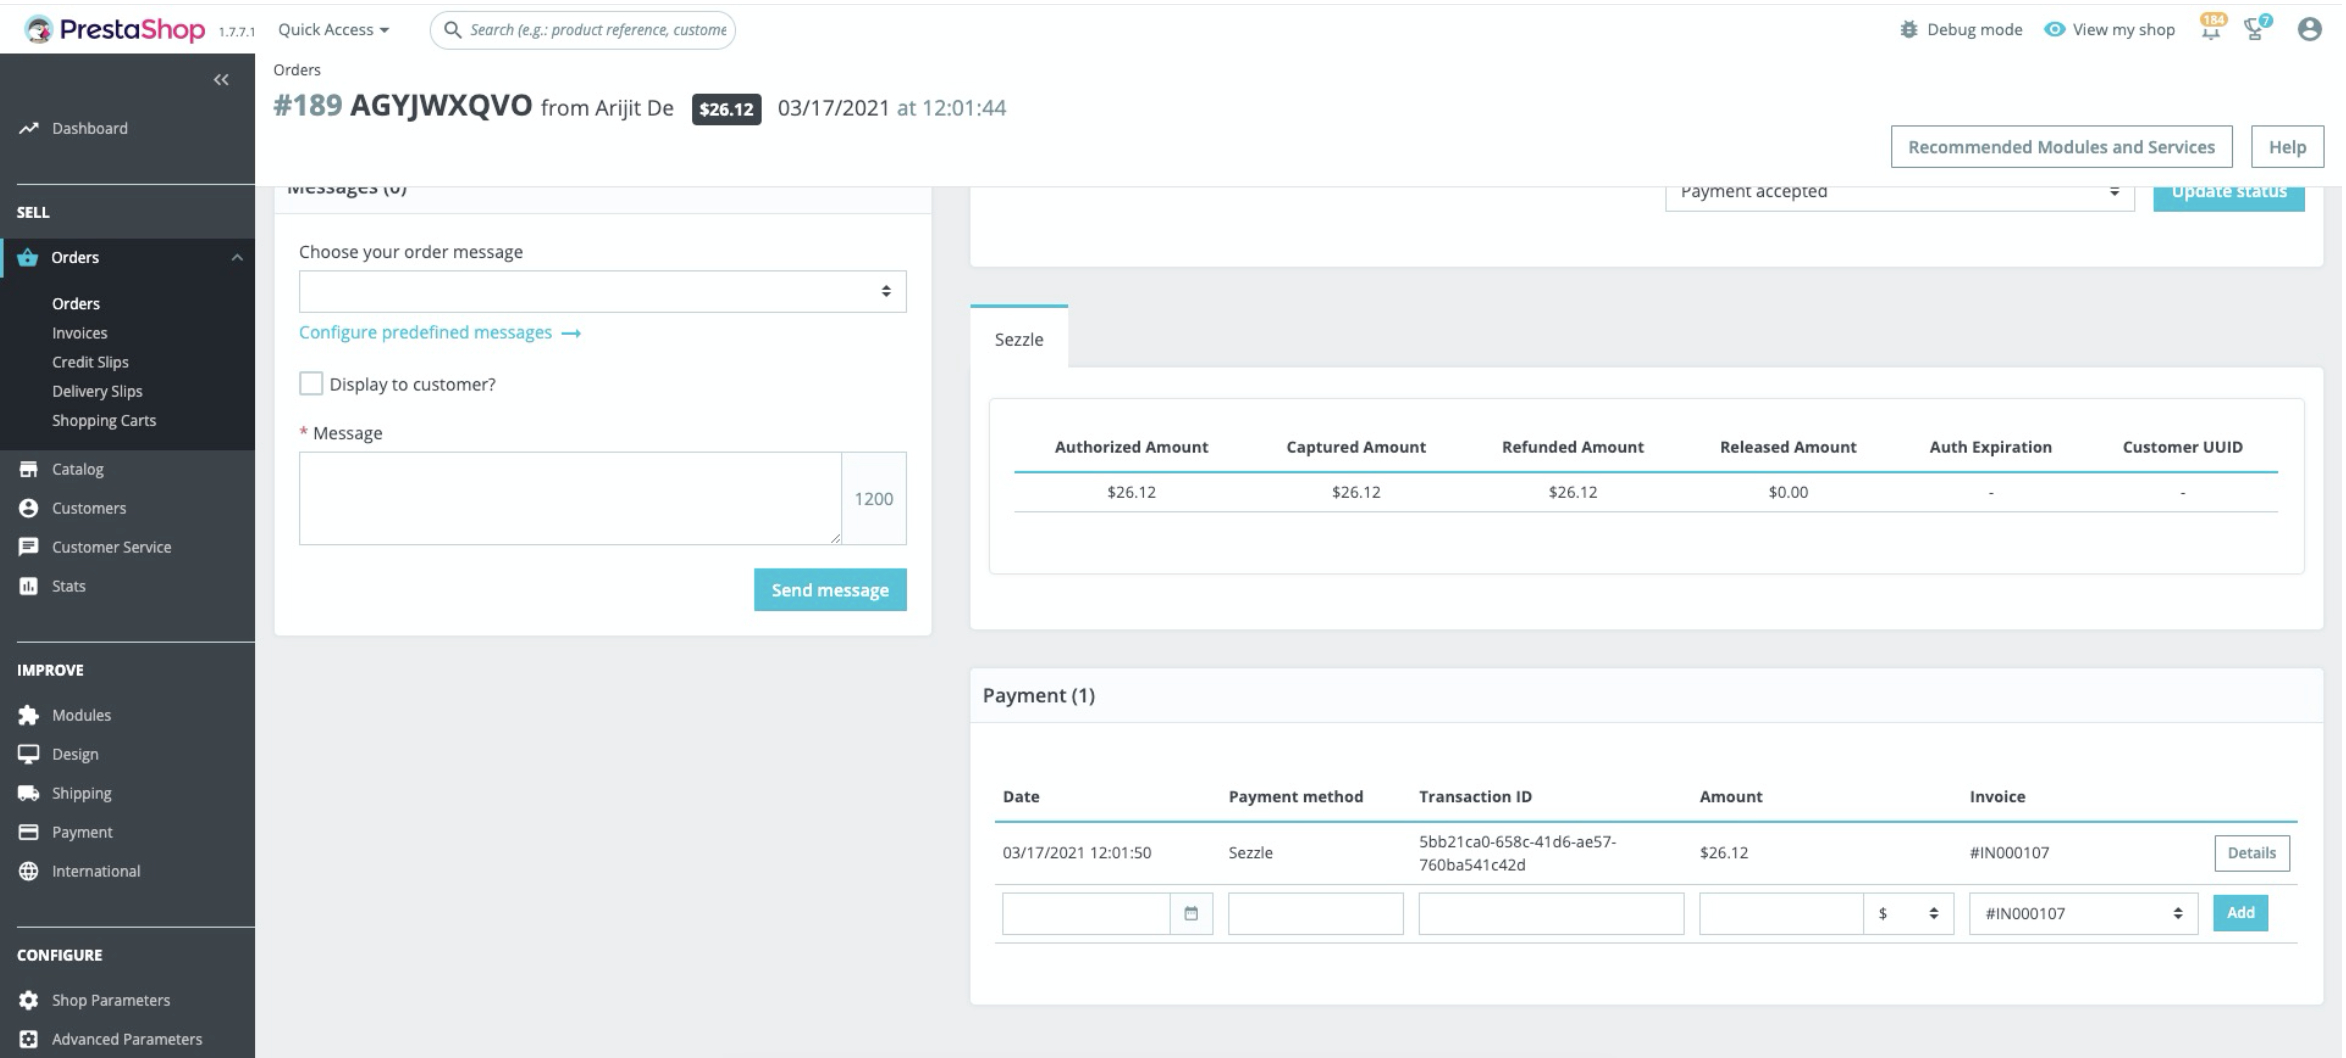 PrestaShop 1.7.7.1 Quick Access Search (e.g.: product reference, custome Debug mode View my shop 184 7
Orders
#189 AGYJWXQVO from Arijit De $26.12 03/17/2021 at 12:01:44
Recommended Modules and Services Help
Dashboard
SELL
Orders
Orders
Invoices
Credit Slips
Delivery Slips
Shopping Carts
Catalog
Customers
Customer Service
Stats
IMPROVE
Modules
Design
Shipping
Payment
International
CONFIGURE
Shop Parameters
Advanced Parameters
Messages (0)
Choose your order message
Configure predefined messages →
Display to customer?
* Message
1200
Send message
Payment accepted Update status
Sezzle
Authorized Amount Captured Amount Refunded Amount Released Amount Auth Expiration Customer UUID
$26.12 $26.12 $26.12 $0.00 - -
Payment (1)
Date Payment method Transaction ID Amount Invoice
03/17/2021 12:01:50 Sezzle 5bb21ca0-658c-41d6-ae57- $26.12 #IN000107 Details
760ba541c42d
$ #IN000107 Add